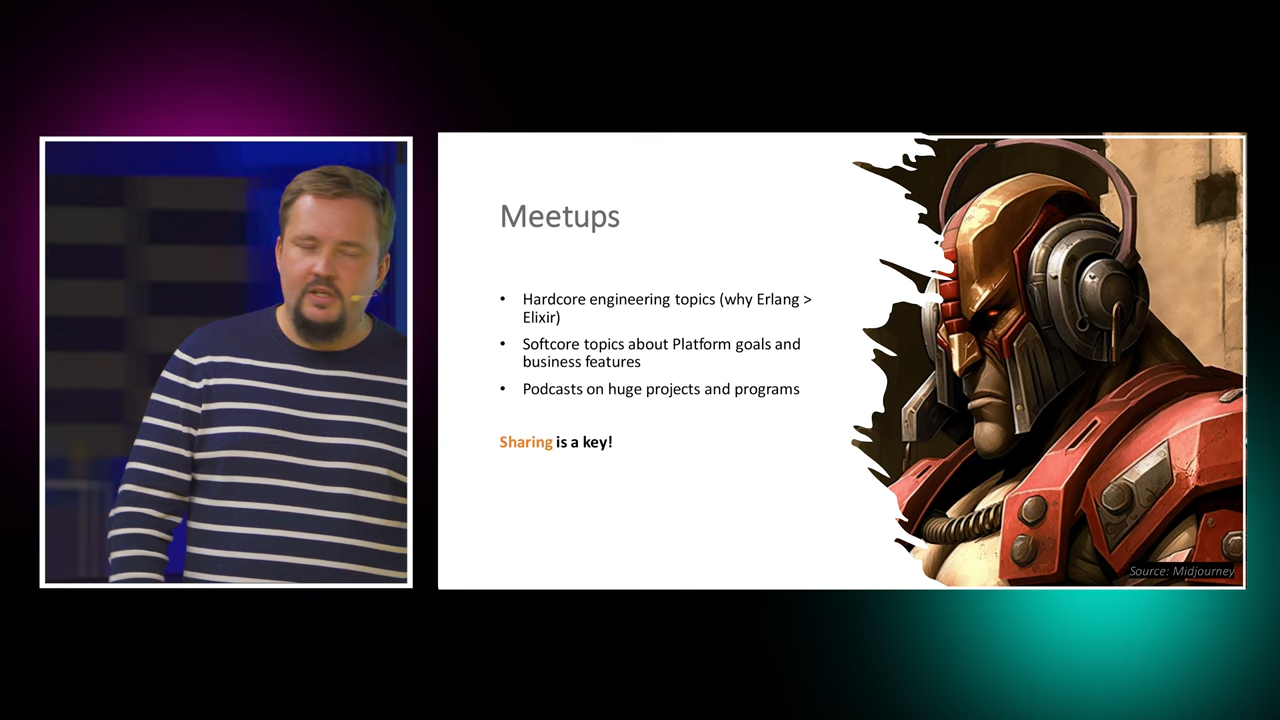 Meetups
• Hardcore engineering topics (why Erlang >
Elixir)
• Softcore topics about Platform goals and
business features
• Podcasts on huge projects and programs
Sharing is a key!
Source: Midjourney